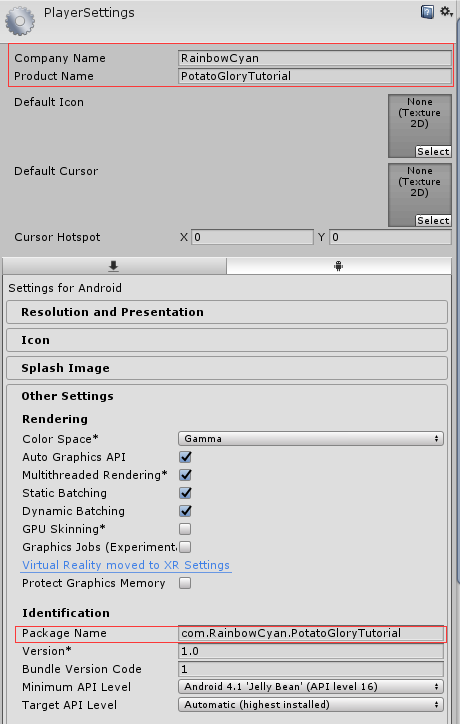 PlayerSettings
Company Name RainbowCyan
Product Name PotatoGloryTutorial
Default Icon None (Texture 2D)
Select
Default Cursor None (Texture 2D)
Select
Cursor Hotspot X 0 Y 0
Settings for Android
Resolution and Presentation
Icon
Splash Image
Other Settings
Rendering
Color Space* Gamma
Auto Graphics API
Multithreaded Rendering*
Static Batching
Dynamic Batching
GPU Skinning*
Graphics Jobs (Experiment
Virtual Reality moved to XR Settings
Protect Graphics Memory
Identification
Package Name com.RainbowCyan.PotatoGloryTutorial
Version* 1.0
Bundle Version Code 1
Minimum API Level Android 4.1 'Jelly Bean' (API level 16)
Target API Level Automatic (highest installed)